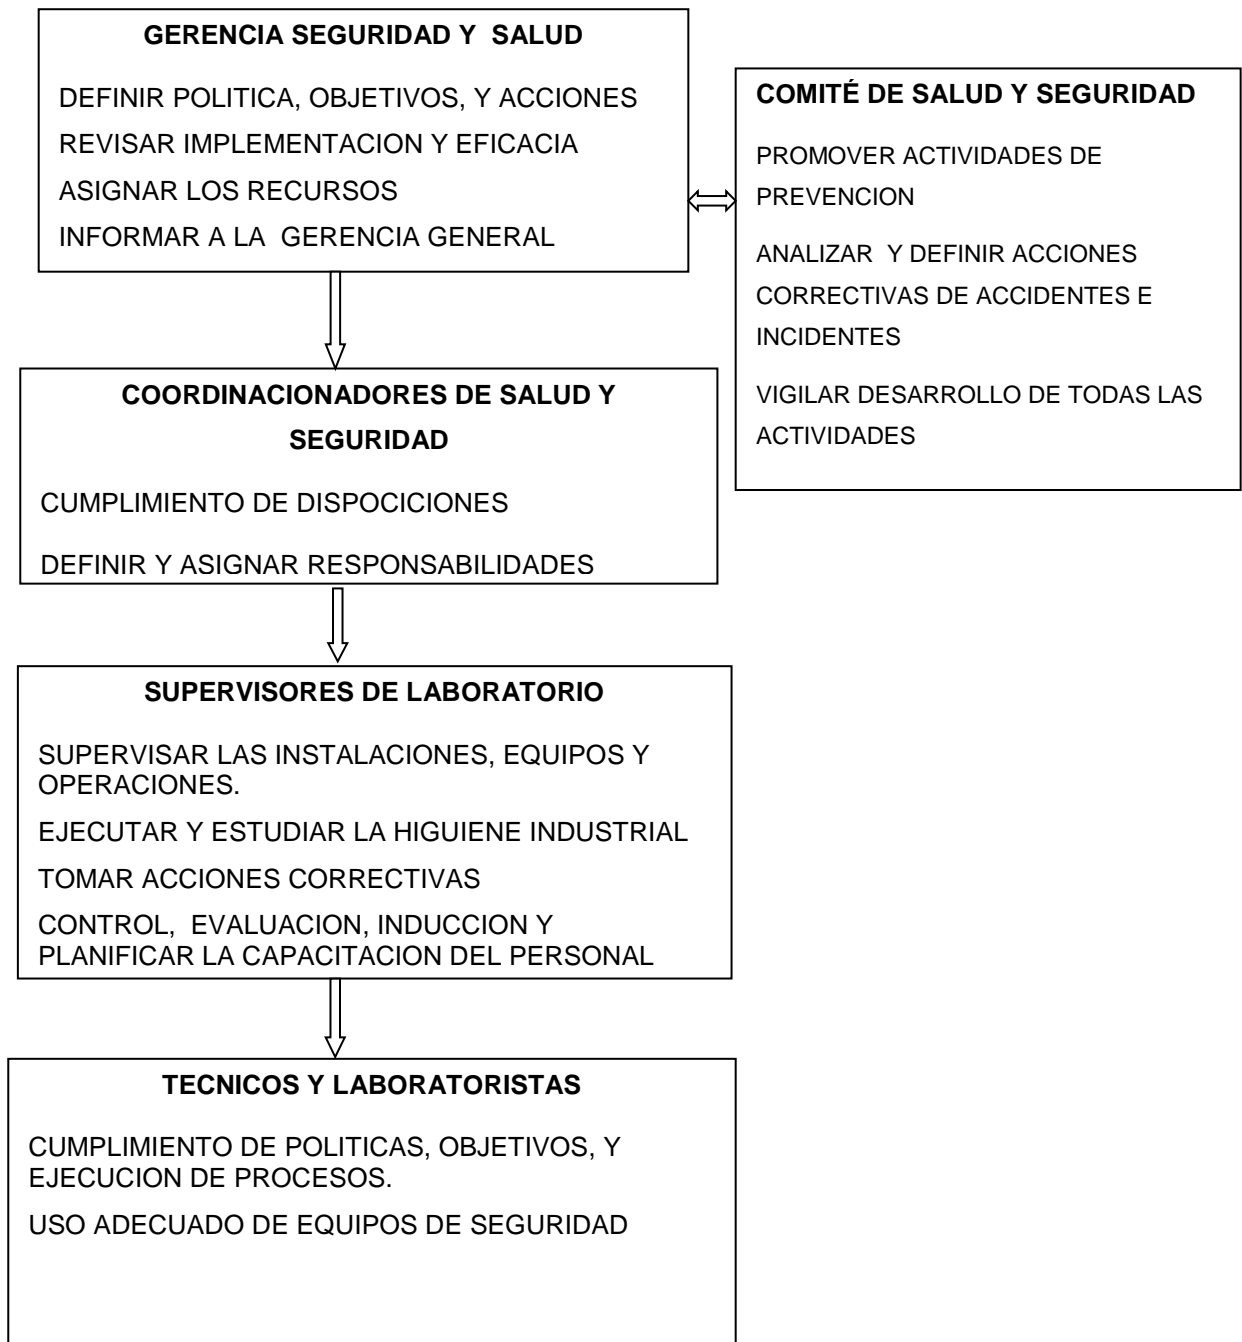 GERENCIA SEGURIDAD Y SALUD
DEFINIR POLITICA, OBJETIVOS, Y ACCIONES
REVISAR IMPLEMENTACION Y EFICACIA
ASIGNAR LOS RECURSOS
INFORMAR A LA GERENCIA GENERAL
COMITÉ DE SALUD Y SEGURIDAD
PROMOVER ACTIVIDADES DE
PREVENCION
ANALIZAR Y DEFINIR ACCIONES
CORRECTIVAS DE ACCIDENTES E
INCIDENTES
VIGILAR DESARROLLO DE TODAS LAS
ACTIVIDADES
COORDINACIONADORES DE SALUD Y
SEGURIDAD
CUMPLIMIENTO DE DISPOCICIONES
DEFINIR Y ASIGNAR RESPONSABILIDADES
SUPERVISORES DE LABORATORIO
SUPERVISAR LAS INSTALACIONES, EQUIPOS Y
OPERACIONES.
EJECUTAR Y ESTUDIAR LA HIGUIENE INDUSTRIAL
TOMAR ACCIONES CORRECTIVAS
CONTROL, EVALUACION, INDUCCION Y
PLANIFICAR LA CAPACITACION DEL PERSONAL
TECNICOS Y LABORATORISTAS
CUMPLIMIENTO DE POLITICAS, OBJETIVOS, Y
EJECUCION DE PROCESOS.
USO ADECUADO DE EQUIPOS DE SEGURIDAD